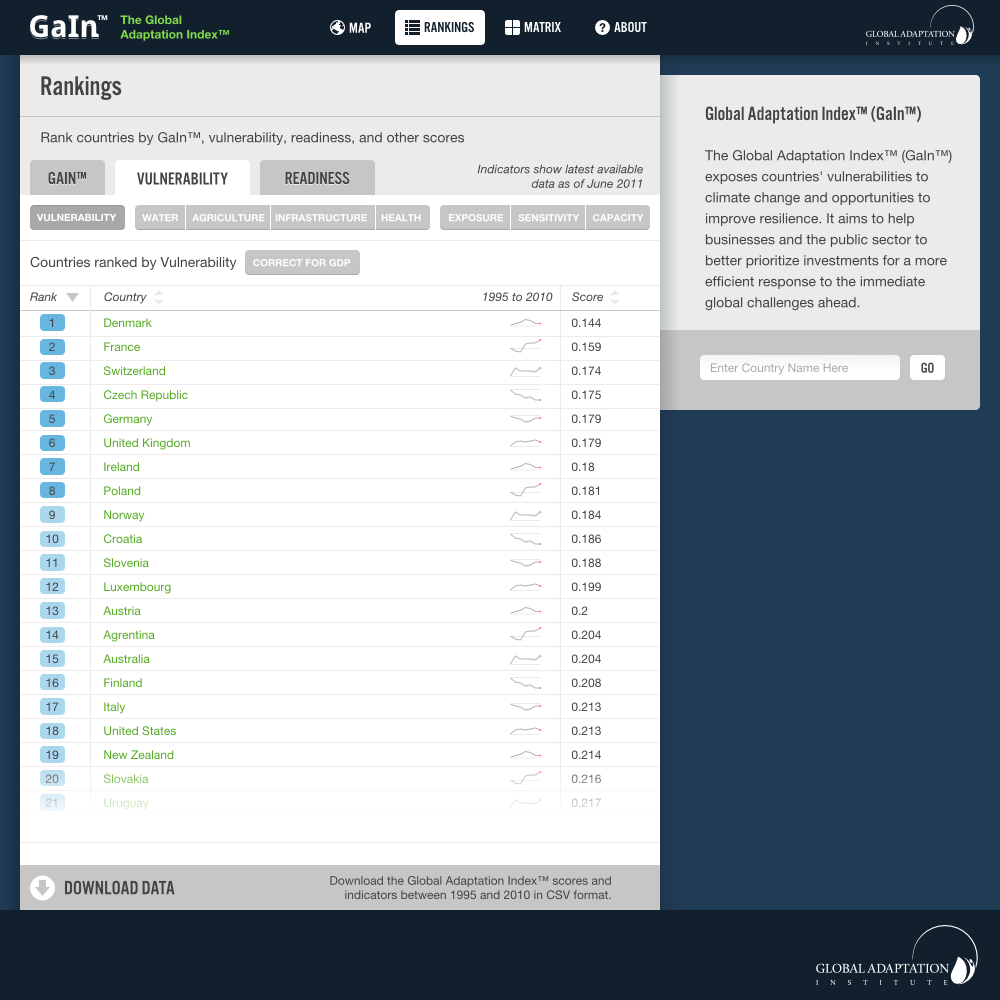 GaIn™ The Global
Adaptation Index™
MAP RANKINGS MATRIX ABOUT
GLOBAL ADAPTATION
INSTITUTE
Rankings
Rank countries by GaIn™, vulnerability, readiness, and other scores
GAIN™ VULNERABILITY READINESS
Indicators show latest available
data as of June 2011
VULNERABILITY WATER AGRICULTURE INFRASTRUCTURE HEALTH EXPOSURE SENSITIVITY CAPACITY
Countries ranked by Vulnerability CORRECT FOR GDP
Rank Country 1995 to 2010 Score
1 Denmark 0.144
2 France 0.159
3 Switzerland 0.174
4 Czech Republic 0.175
5 Germany 0.179
6 United Kingdom 0.179
7 Ireland 0.18
8 Poland 0.181
9 Norway 0.184
10 Croatia 0.186
11 Slovenia 0.188
12 Luxembourg 0.199
13 Austria 0.2
14 Agrentina 0.204
15 Australia 0.204
16 Finland 0.208
17 Italy 0.213
18 United States 0.213
19 New Zealand 0.214
20 Slovakia 0.216
21 Uruguay 0.217
DOWNLOAD DATA
Download the Global Adaptation Index™ scores and
indicators between 1995 and 2010 in CSV format.
Global Adaptation Index™ (GaIn™)
The Global Adaptation Index™ (GaIn™)
exposes countries' vulnerabilities to
climate change and opportunities to
improve resilience. It aims to help
businesses and the public sector to
better prioritize investments for a more
efficient response to the immediate
global challenges ahead.
Enter Country Name Here GO
GLOBAL ADAPTATION
INSTITUTE